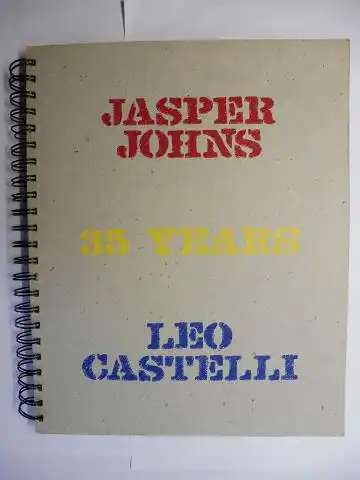 JASPER
JOHNS
35 YEARS
LEO
CASTELLI